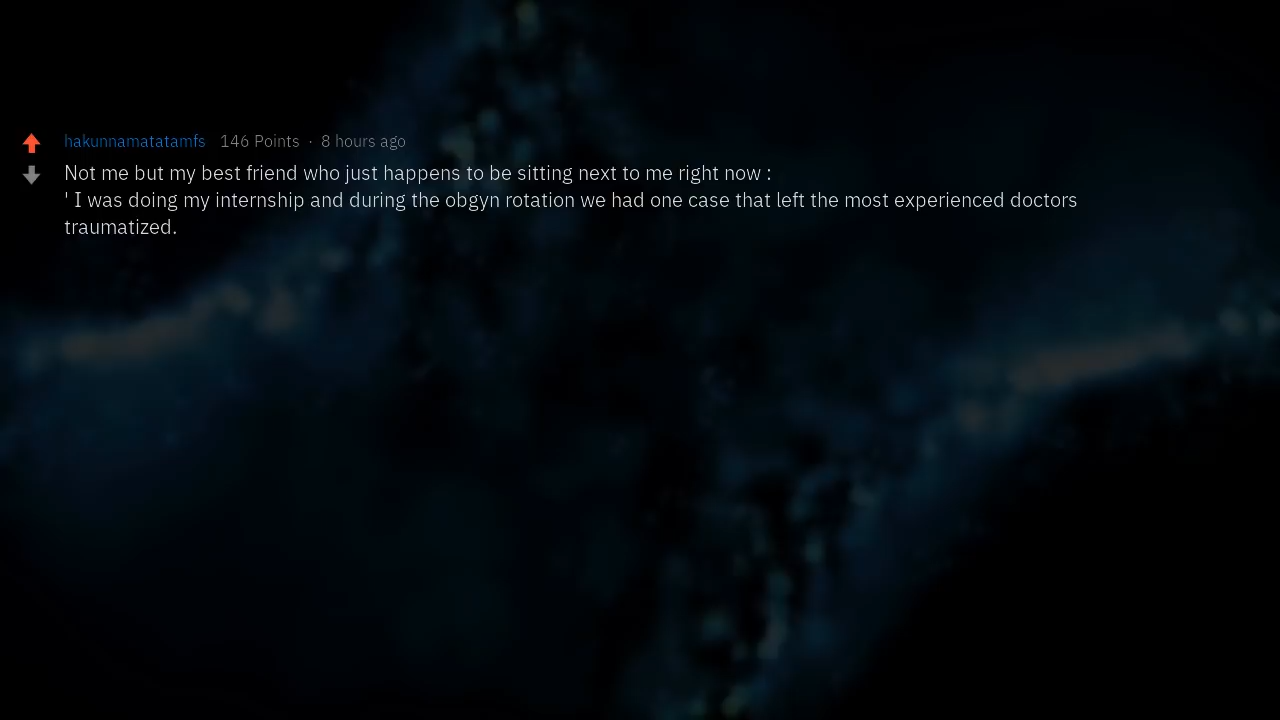 hakunnamatatamfs 146 Points · 8 hours ago
Not me but my best friend who just happens to be sitting next to me right now :
' I was doing my internship and during the obgyn rotation we had one case that left the most experienced doctors
traumatized.